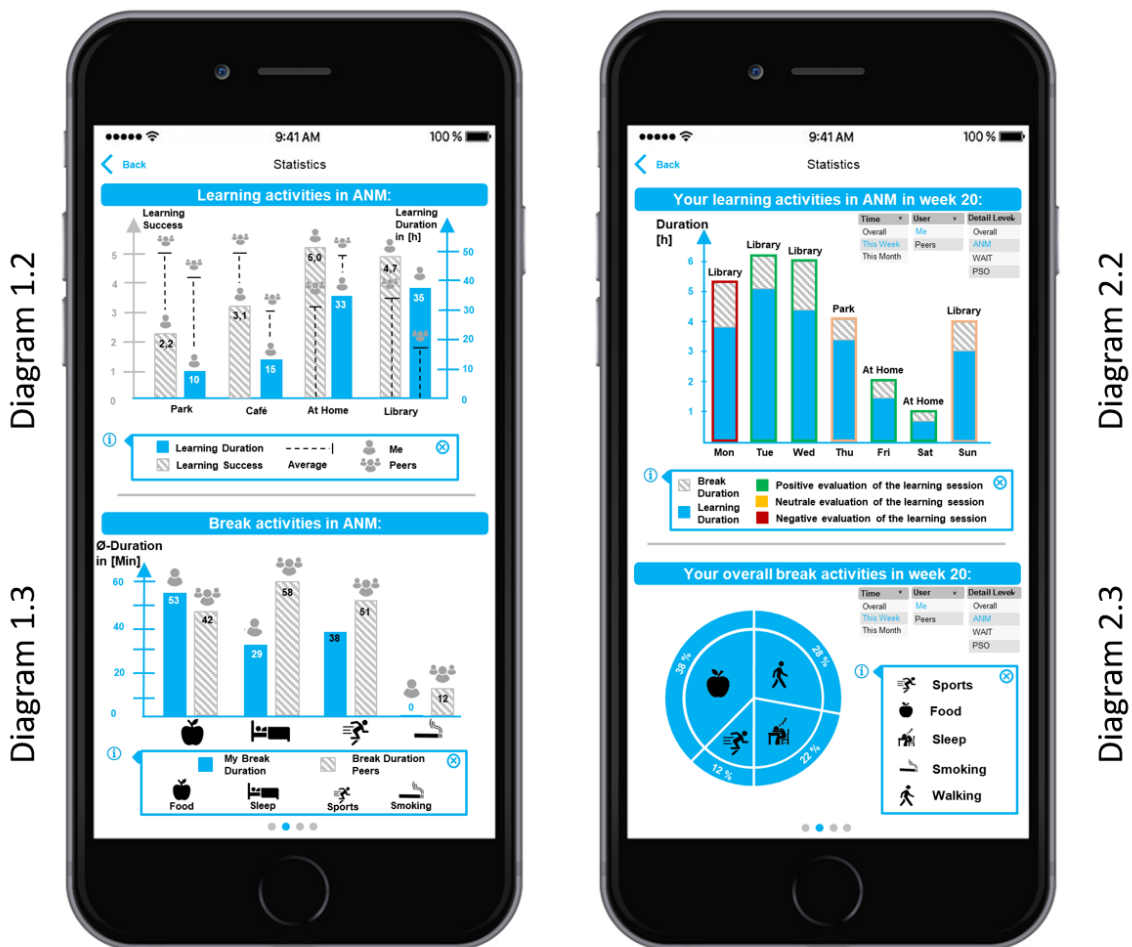 Diagram 1.2
Diagram 1.3
9:41 AM
100 %
Back
Statistics
Learning activities in ANM:
Learning
Success
Learning
Duration
in [h]
5
4
3
2
1
0
50
40
30
20
10
0
2,2
10
3,1
15
5,0
33
4,7
35
Park
Café
At Home
Library
i
Learning Duration
Average
Me
Learning Success
Peers
Break activities in ANM:
Ø-Duration
in [Min]
60
40
20
0
53
42
29
58
38
51
0
12
i
My Break
Duration
Break Duration
Peers
Food
Sleep
Sports
Smoking
9:41 AM
100 %
Back
Statistics
Your learning activities in ANM in week 20:
Duration
[h]
Time
User
Detail Level
Overall
Me
Overall
This Week
Peers
ANM
This Month
WAIT
PSO
6
5
4
3
2
1
Library
Library
Library
Park
At Home
At Home
Library
Mon
Tue
Wed
Thu
Fri
Sat
Sun
i
Break
Duration
Learning
Duration
Positive evaluation of the learning session
Neutrale evaluation of the learning session
Negative evaluation of the learning session
Your overall break activities in week 20:
Time
User
Detail Level
Overall
Me
Overall
This Week
Peers
ANM
This Month
WAIT
PSO
38 %
28 %
22 %
12 %
i
Sports
Food
Sleep
Smoking
Walking
Diagram 2.2
Diagram 2.3